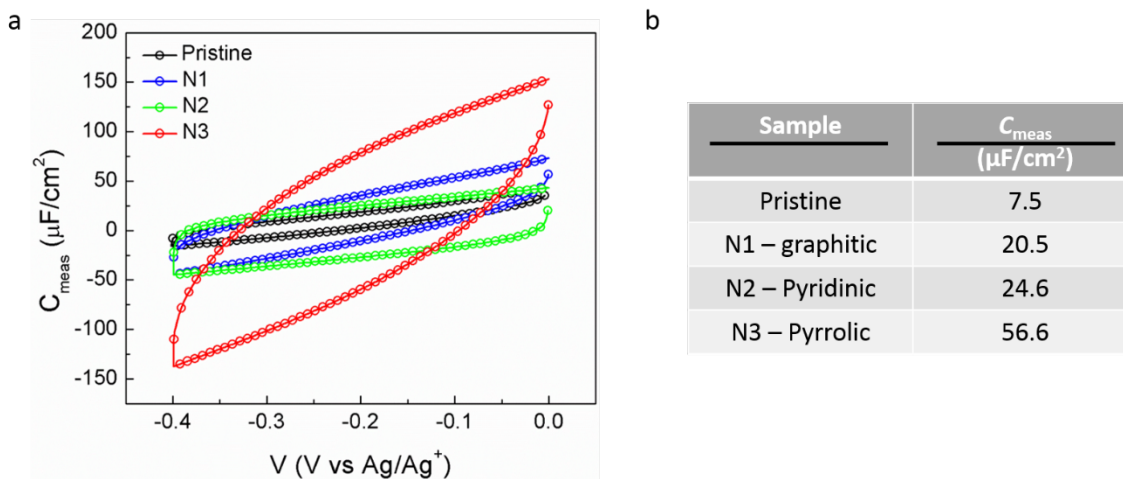 a
200
150
100
50
0
-50
-100
-150
C_meas (µF/cm²)
Pristine
N1
N2
N3
-0.4
-0.3
-0.2
-0.1
0.0
V (V vs Ag/Ag⁺)
b
Sample C_meas
(µF/cm²)
Pristine 7.5
N1 – graphitic 20.5
N2 – Pyridinic 24.6
N3 – Pyrrolic 56.6